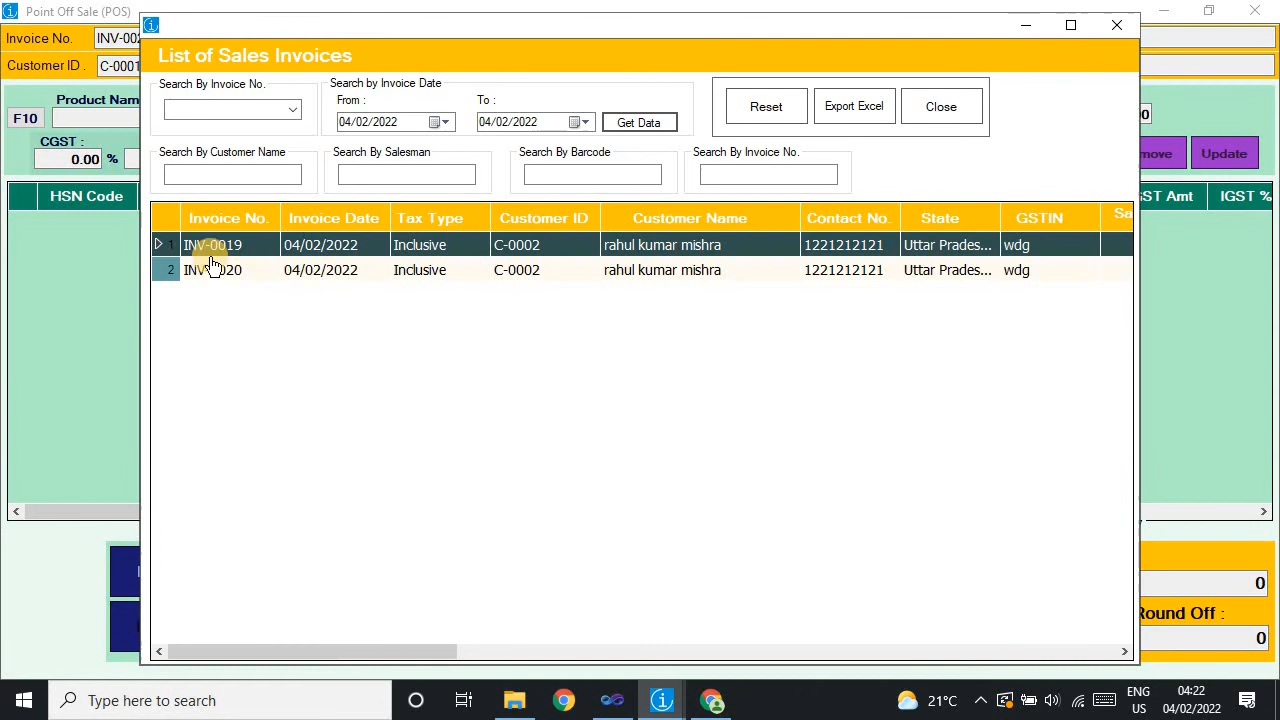 Point Off Sale (POS)
Invoice No. INV-002
Customer ID . C-0001
Product Nam
F10
CGST :
0.00 %
HSN Code
List of Sales Invoices
Search By Invoice No.
Search by Invoice Date
From : To :
04/02/2022 04/02/2022 Get Data
Reset Export Excel Close
Search By Customer Name Search By Salesman Search By Barcode Search By Invoice No.
Invoice No. Invoice Date Tax Type Customer ID Customer Name Contact No. State GSTIN Sa
1 INV-0019 04/02/2022 Inclusive C-0002 rahul kumar mishra 1221212121 Uttar Prades... wdg
2 INV-0020 04/02/2022 Inclusive C-0002 rahul kumar mishra 1221212121 Uttar Prades... wdg
0
move Update
GST Amt IGST %
0
Round Off :
0
Type here to search
21°C
ENG
US
04:22
04/02/2022